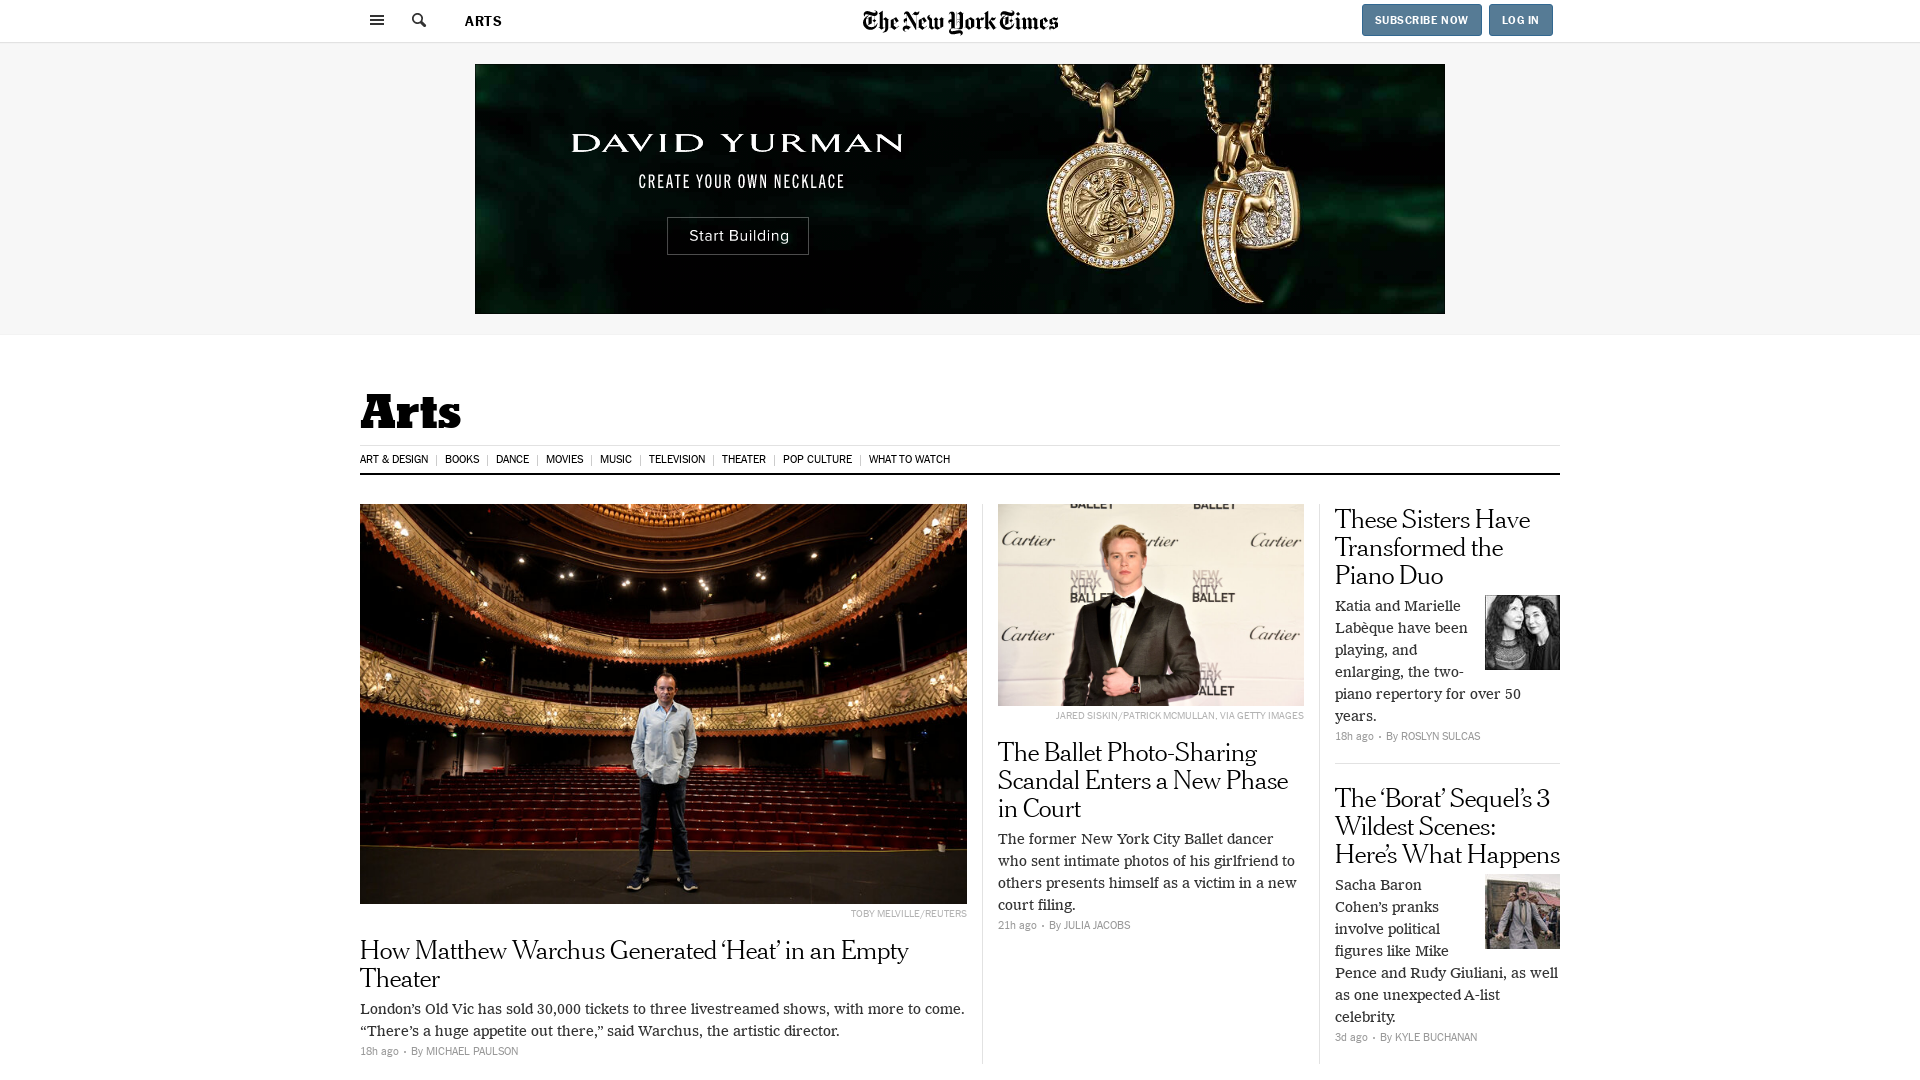 ARTS
The New York Times
SUBSCRIBE NOW
LOG IN
DAVID YURMAN
CREATE YOUR OWN NECKLACE
Start Building
Arts
ART & DESIGN
BOOKS
DANCE
MOVIES
MUSIC
TELEVISION
THEATER
POP CULTURE
WHAT TO WATCH
TOBY MELVILLE/REUTERS
How Matthew Warchus Generated ‘Heat’ in an Empty
Theater
London’s Old Vic has sold 30,000 tickets to three livestreamed shows, with more to come.
“There’s a huge appetite out there,” said Warchus, the artistic director.
18h ago • By MICHAEL PAULSON
BALLET
BALLET
Cartier
Cartier
NEW YORK CITY BALLET
NEW YORK CITY BALLET
Cartier
Cartier
JARED SISKIN/PATRICK MCMULLAN, VIA GETTY IMAGES
The Ballet Photo-Sharing
Scandal Enters a New Phase
in Court
The former New York City Ballet dancer
who sent intimate photos of his girlfriend to
others presents himself as a victim in a new
court filing.
21h ago • By JULIA JACOBS
These Sisters Have
Transformed the
Piano Duo
Katia and Marielle
Labèque have been
playing, and
enlarging, the two-
piano repertory for over 50
years.
18h ago • By ROSLYN SULCAS
The ‘Borat’ Sequel’s 3
Wildest Scenes:
Here’s What Happens
Sacha Baron
Cohen’s pranks
involve political
figures like Mike
Pence and Rudy Giuliani, as well
as one unexpected A-list
celebrity.
3d ago • By KYLE BUCHANAN